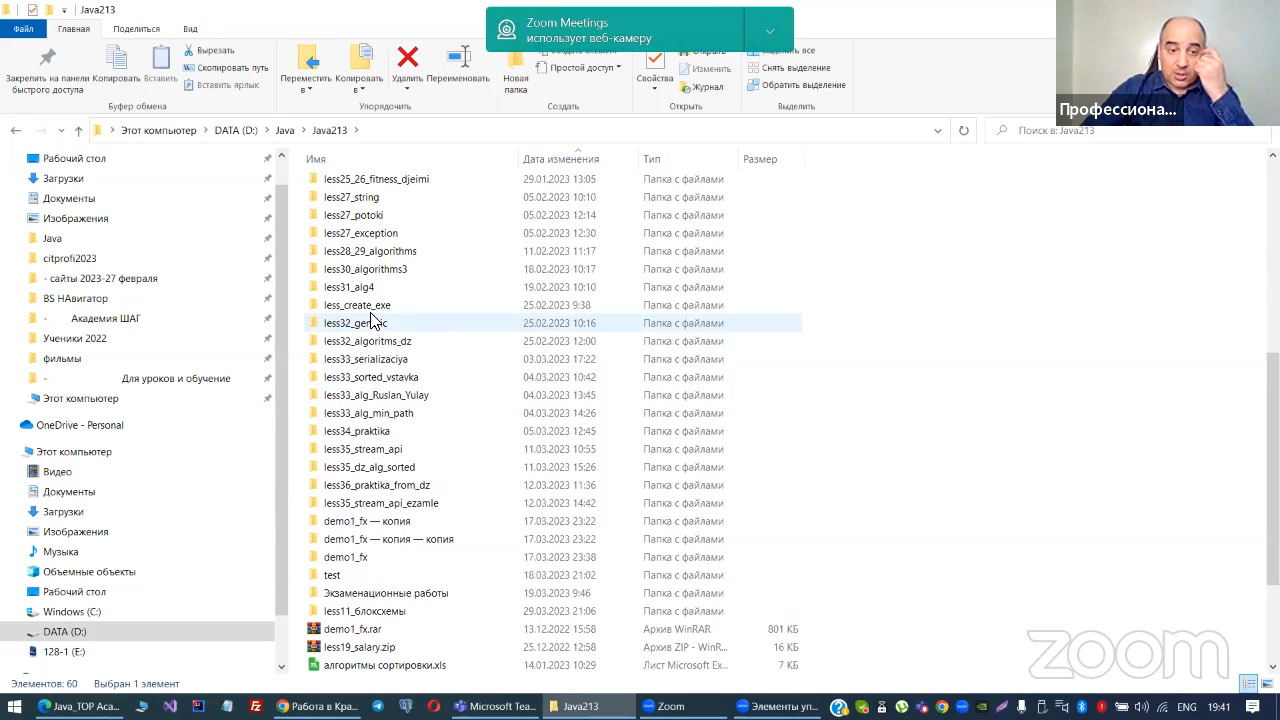 Java213
Zoom Meetings
использует веб-камеру
Файл
Главная
Поделиться
Вид
Профессиона...
Закрепить на панели быстрого доступа
Копировать
Вставить
Вырезать
Скопировать путь
Вставить ярлык
Буфер обмена
Переместить в
Копировать в
Удалить
Переименовать
Упорядочить
Новая папка
Простой доступ
Создать
Свойства
Изменить
Журнал
Открыть
Снять выделение
Обратить выделение
Выделить
Этот компьютер
DATA (D:)
Java
Java213
Поиск в: Java213
Имя
Дата изменения
Тип
Размер
Рабочий стол
Загрузки
Документы
Изображения
Java
citprofi2023
- сайты 2023-27 февраля
BS НАвигатор
- Академия ШАГ
Ученики 2022
фильмы
- Для уроков и обучение
Этот компьютер
OneDrive - Personal
Этот компьютер
Видео
Документы
Загрузки
Изображения
Музыка
Объемные объекты
Рабочий стол
Windows (C:)
DATA (D:)
128-1 (E:)
less25_26_fitness_djeimi 29.01.2023 13:05 Папка с файлами
less27_string 05.02.2023 10:10 Папка с файлами
less27_potoki 05.02.2023 12:14 Папка с файлами
less27_exception 05.02.2023 12:30 Папка с файлами
less28_29_algorithms 11.02.2023 11:17 Папка с файлами
less30_algorithms3 18.02.2023 10:17 Папка с файлами
less31_alg4 19.02.2023 10:10 Папка с файлами
less_create_exe 25.02.2023 9:38 Папка с файлами
25.02.2023 10:16 Папка с файлами
less32_algoritms_dz 25.02.2023 12:00 Папка с файлами
less33_serializaciya 03.03.2023 17:22 Папка с файлами
less33_sorted_vstavka 04.03.2023 10:42 Папка с файлами
less33_alg_Ruslan_Yulay 04.03.2023 13:45 Папка с файлами
less33_alg_min_path 04.03.2023 14:26 Папка с файлами
less34_praktika 05.03.2023 12:45 Папка с файлами
less35_stream_api 11.03.2023 10:55 Папка с файлами
less35_dz_alg_sorted 11.03.2023 15:26 Папка с файлами
less36_praktika_from_dz 12.03.2023 11:36 Папка с файлами
less35_stream_api_ezamle 12.03.2023 14:42 Папка с файлами
demo1_fx — копия 17.03.2023 23:22 Папка с файлами
demo1_fx — копия — копия 17.03.2023 23:22 Папка с файлами
demo1_fx 17.03.2023 23:38 Папка с файлами
test 18.03.2023 21:02 Папка с файлами
Экзаменационные работы 19.03.2023 9:46 Папка с файлами
less11_блоксхемы 29.03.2023 21:06 Папка с файлами
demo1_fx.rar 13.12.2022 15:58 Архив WinRAR 801 КБ
less19_salary.zip 25.12.2022 12:58 Архив ZIP - WinR... 16 КБ
алгоритмы сортировки.xls 14.01.2023 10:29 Лист Microsoft Ex... 7 КБ
zoom
Элементов: 60
Выбран 1 элемент
Java_TOP Aca...
Работа в Кра...
Microsoft Tea...
Java213
Zoom
Элементы уп...
ENG
19:41